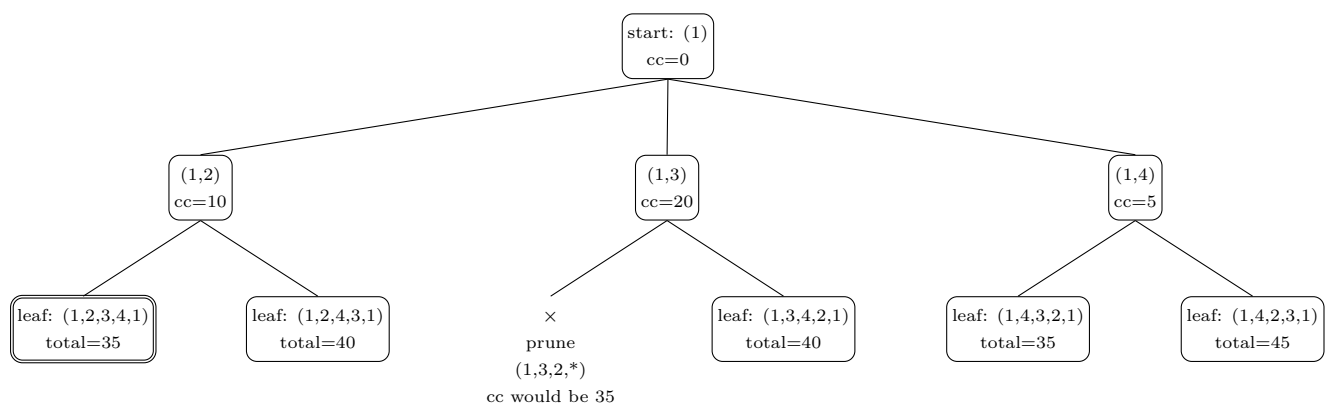 start: (1)
cc=0
(1,2)
cc=10
(1,3)
cc=20
(1,4)
cc=5
leaf: (1,2,3,4,1)
total=35
leaf: (1,2,4,3,1)
total=40
×
prune
(1,3,2,*)
cc would be 35
leaf: (1,3,4,2,1)
total=40
leaf: (1,4,3,2,1)
total=35
leaf: (1,4,2,3,1)
total=45